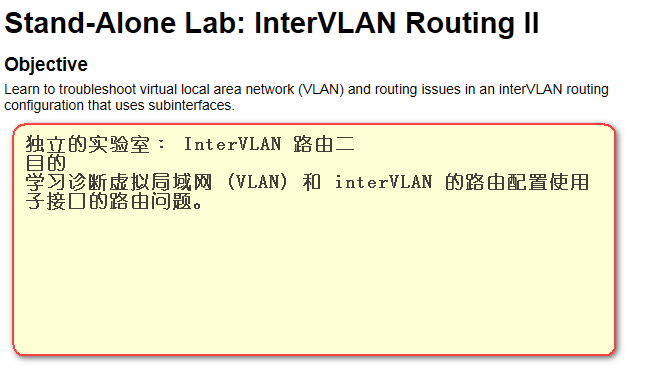 Stand-Alone Lab: InterVLAN Routing II
Objective
Learn to troubleshoot virtual local area network (VLAN) and routing issues in an interVLAN routing
configuration that uses subinterfaces.
独立的实验室： InterVLAN 路由二
目的
学习诊断虚拟局域网 (VLAN) 和 interVLAN 的路由配置使用
子接口的路由问题。